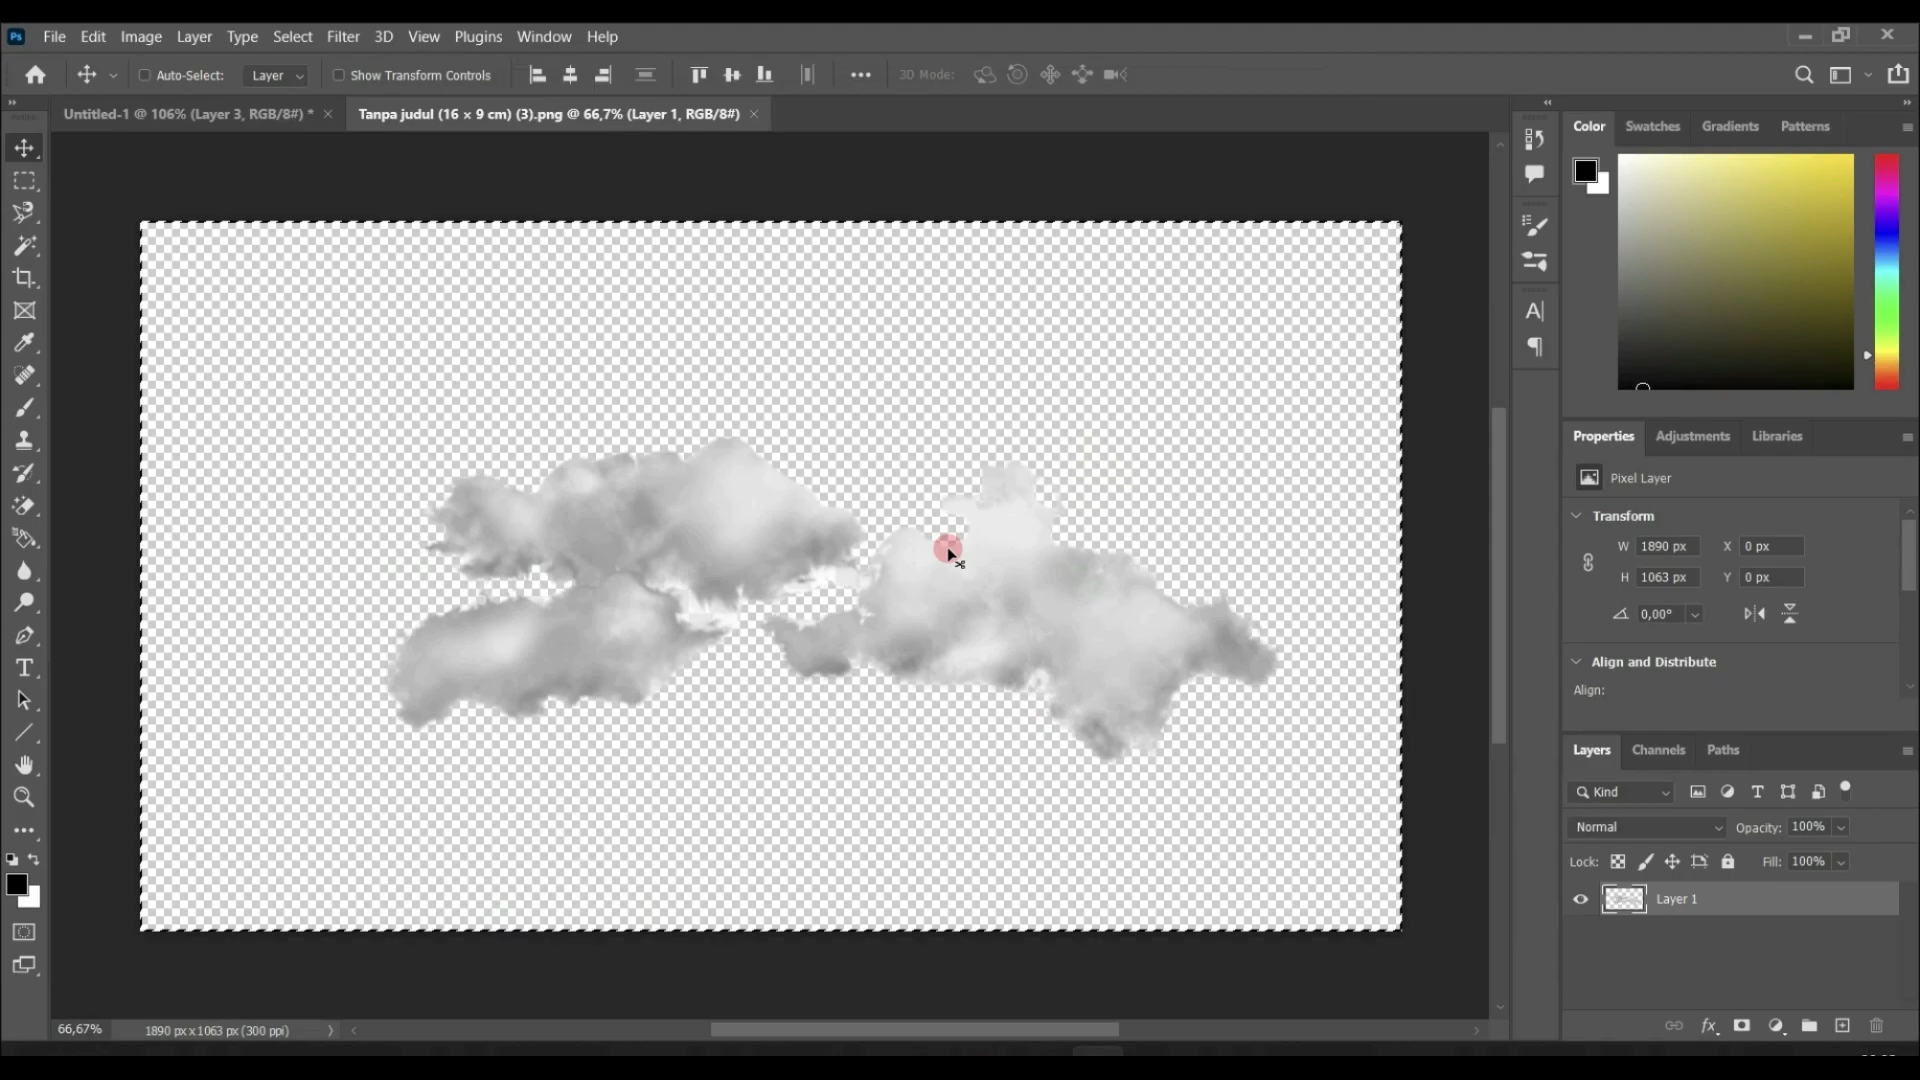 Ps File Edit Image Layer Type Select Filter 3D View Plugins Window Help
Auto-Select: Layer Show Transform Controls 3D Mode:
Untitled-1 @ 106% (Layer 3, RGB/8#) * Tanpa judul (16 × 9 cm) (3).png @ 66,7% (Layer 1, RGB/8#)
Color Swatches Gradients Patterns
Properties Adjustments Libraries
Pixel Layer
Transform
W 1890 px X 0 px
H 1063 px Y 0 px
0,00°
Align and Distribute
Align:
Layers Channels Paths
Kind
Normal Opacity: 100%
Lock: Fill: 100%
Layer 1
fx
66,67% 1890 px x 1063 px (300 ppi)